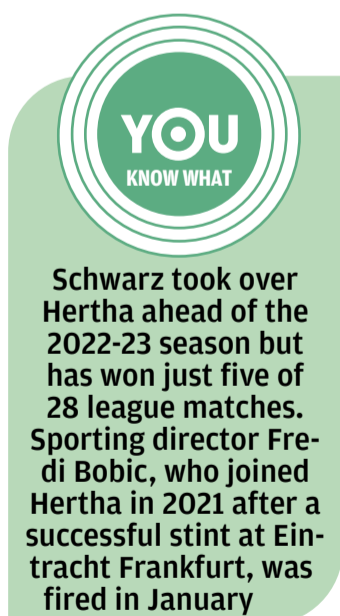 YOU
KNOW WHAT
Schwarz took over
Hertha ahead of the
2022-23 season but
has won just five of
28 league matches.
Sporting director Fre-
di Bobic, who joined
Hertha in 2021 after a
successful stint at Ein-
tracht Frankfurt, was
fired in January